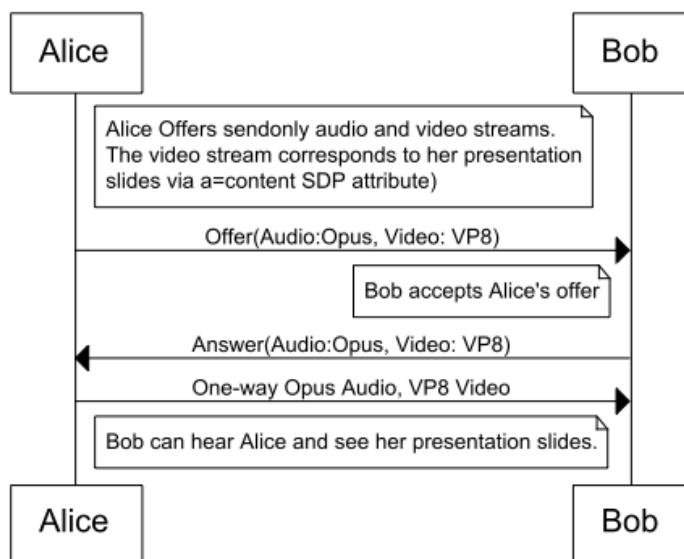 Alice
Bob
Alice Offers sendonly audio and video streams.
The video stream corresponds to her presentation
slides via a=content SDP attribute)
Offer(Audio:Opus, Video: VP8)
Bob accepts Alice's offer
Answer(Audio:Opus, Video: VP8)
One-way Opus Audio, VP8 Video
Bob can hear Alice and see her presentation slides.
Alice
Bob